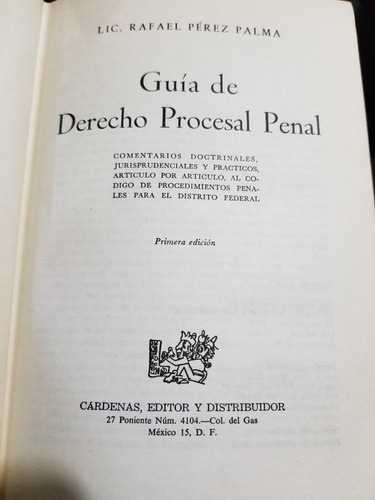 LIC. RAFAEL PÉREZ PALMA
Guía de
Derecho Procesal Penal
COMENTARIOS DOCTRINALES,
JURISPRUDENCIALES Y PRACTICOS,
ARTICULO POR ARTICULO, AL CO-
DIGO DE PROCEDIMIENTOS PENA-
LES PARA EL DISTRITO FEDERAL
Primera edición
CÁRDENAS, EDITOR Y DISTRIBUIDOR
27 Poniente Núm. 4104.—Col. del Gas
México 15, D. F.